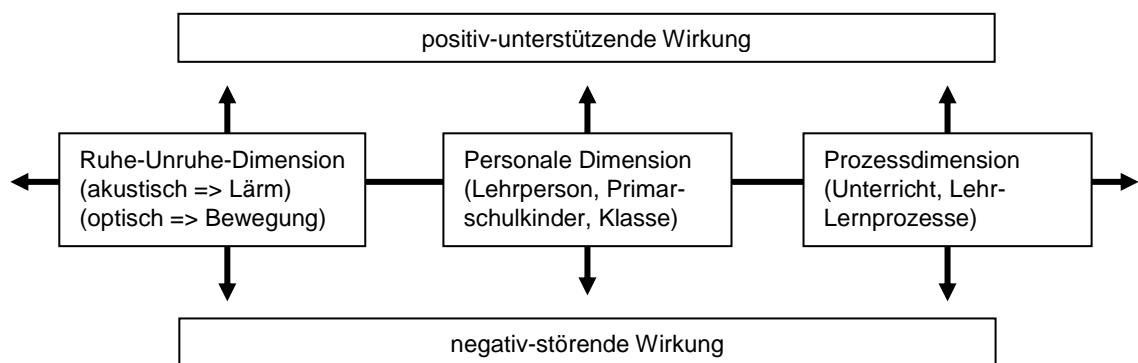 positiv-unterstützende Wirkung
Ruhe-Unruhe-Dimension
(akustisch => Lärm)
(optisch => Bewegung)
Personale Dimension
(Lehrperson, Primar-
schulkinder, Klasse)
Prozessdimension
(Unterricht, Lehr-
Lernprozesse)
negativ-störende Wirkung